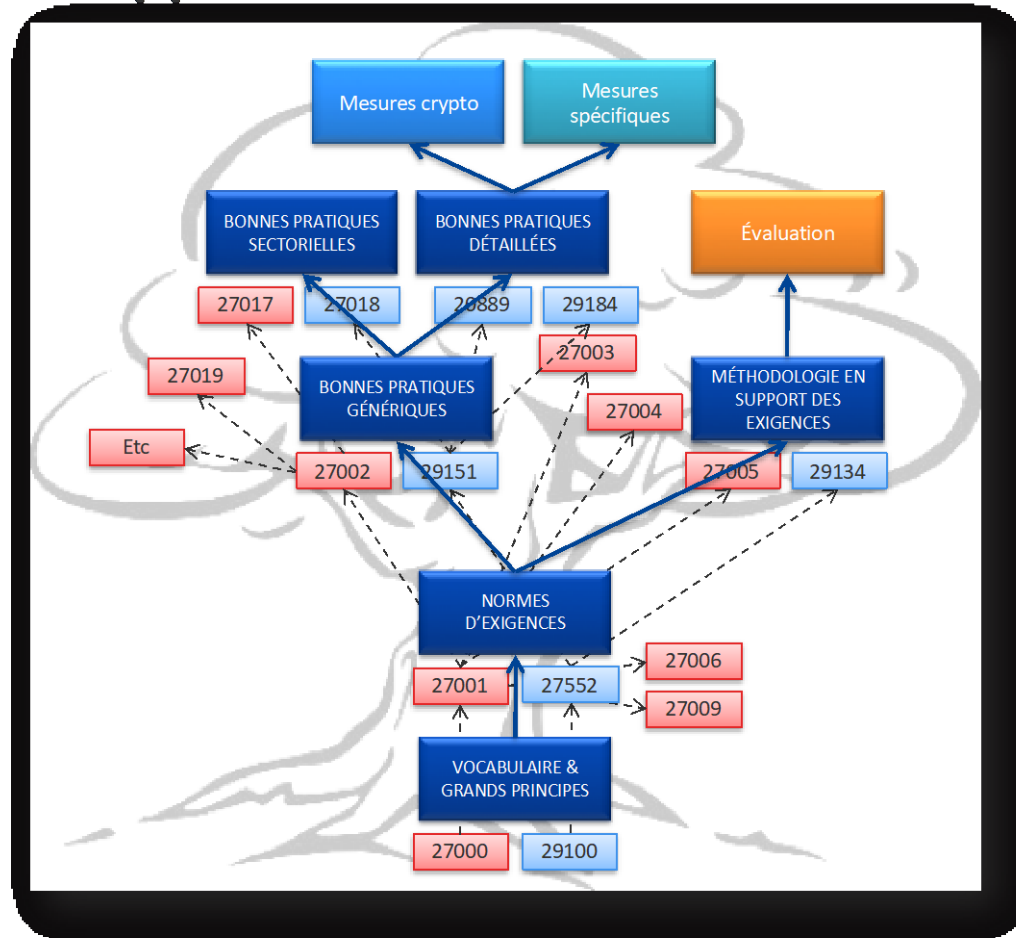 Mesures crypto
Mesures
spécifiques
BONNES PRATIQUES
SECTORIELLES
BONNES PRATIQUES
DÉTAILLÉES
Évaluation
27017
27018
20889
29184
27003
BONNES PRATIQUES
GÉNÉRIQUES
MÉTHODOLOGIE EN
SUPPORT DES
EXIGENCES
27019
27004
Etc
27002
29151
27005
29134
NORMES
D’EXIGENCES
27006
27001
27552
27009
VOCABULAIRE &
GRANDS PRINCIPES
27000
29100